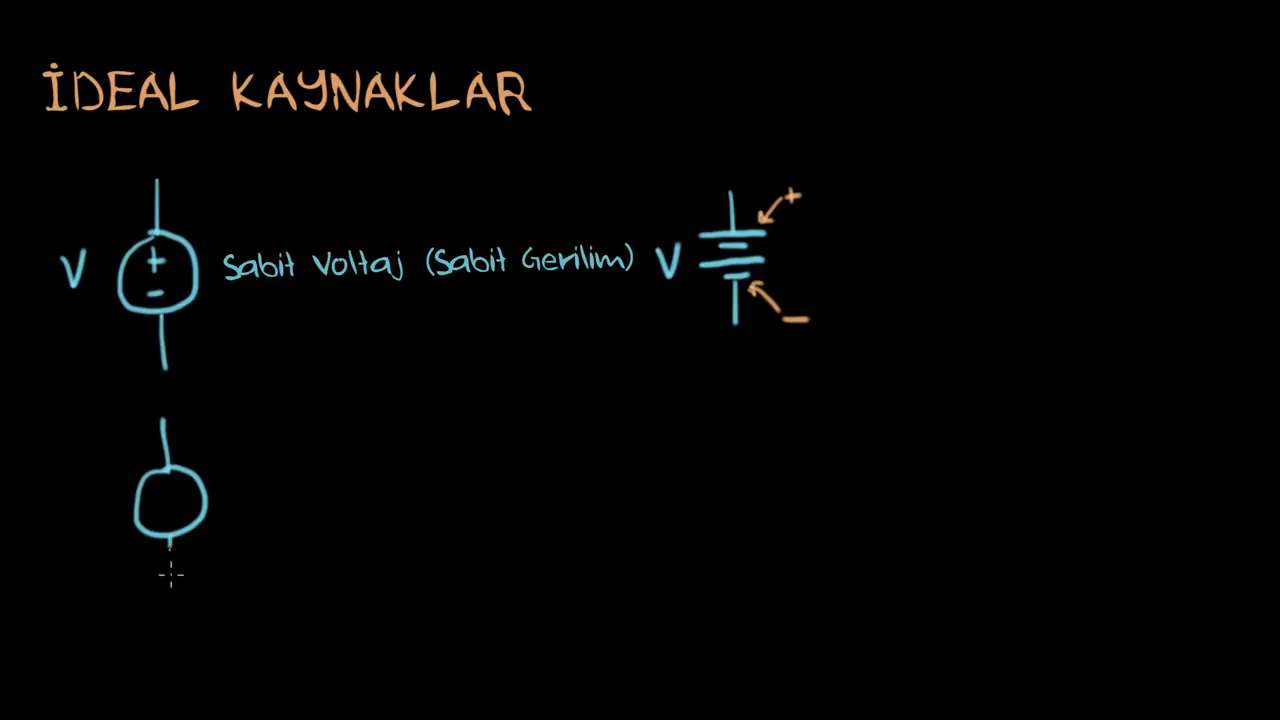 İDEAL KAYNAKLAR
V + - Sabit Voltaj (Sabit Gerilim) V + -